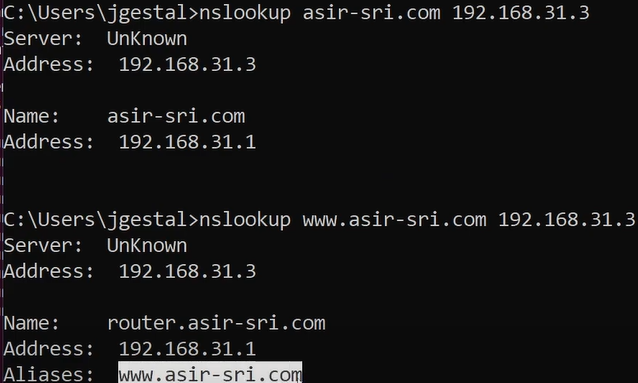 C:\Users\jgestal>nslookup asir-sri.com 192.168.31.3
Server:  UnKnown
Address:  192.168.31.3
Name:    asir-sri.com
Address:  192.168.31.1
C:\Users\jgestal>nslookup www.asir-sri.com 192.168.31.3
Server:  UnKnown
Address:  192.168.31.3
Name:    router.asir-sri.com
Address:  192.168.31.1
Aliases:  www.asir-sri.com